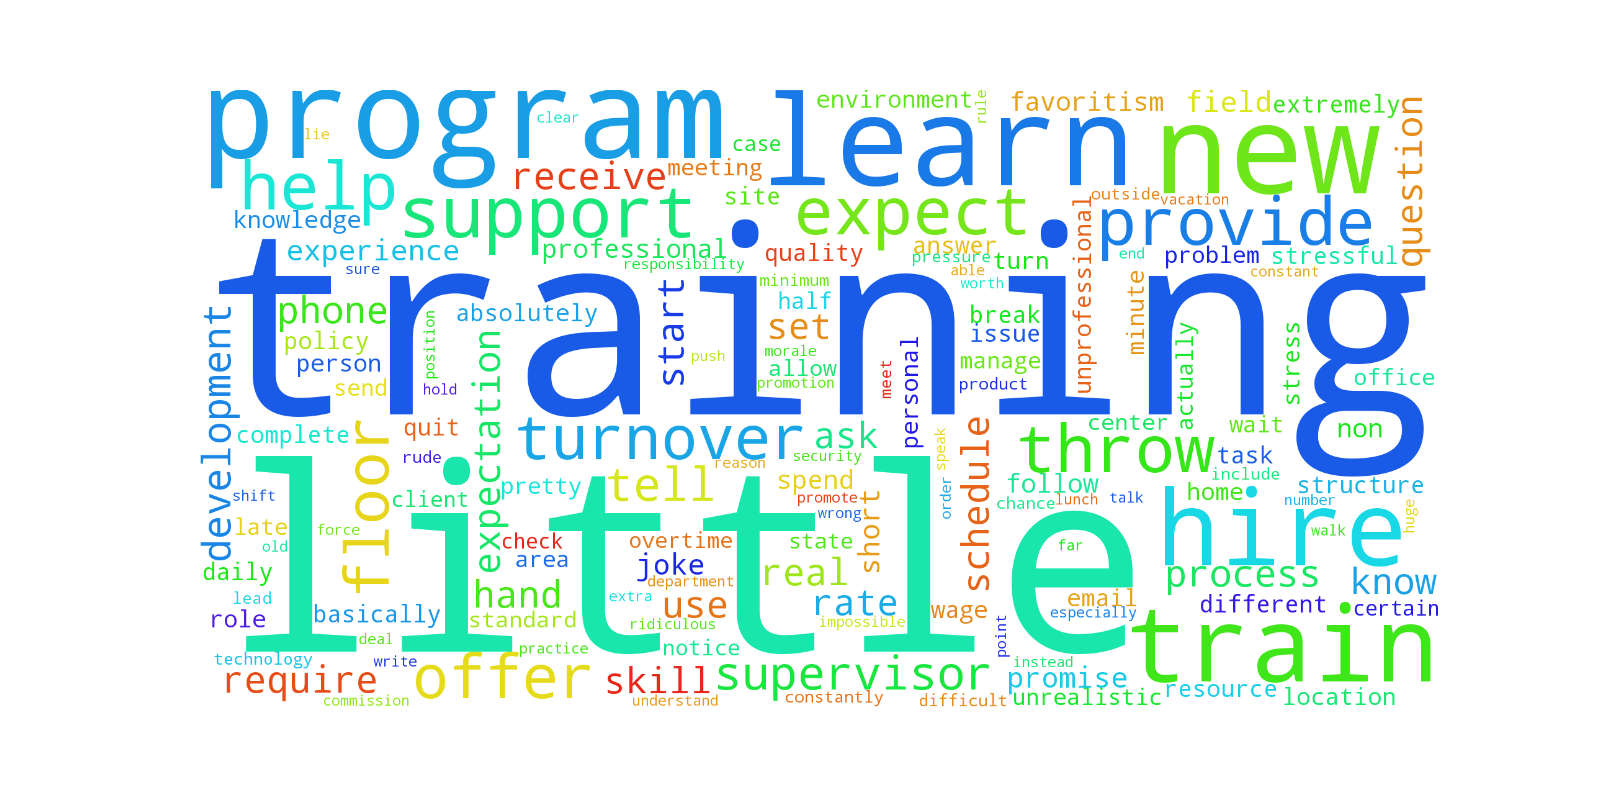 program
learn
new
environment
rule
favoritism
field
extremely
question
clear
lie
case
help
receive
meeting
site
outside
vacation
knowledge
support
expect
provide
experience
professional
quality
answer
unprofessional
problem
stressful
sure
responsibility
pressure
turn
end
constant
training
minimum
able
worth
minute
development
phone
position
absolutely
start
half
break
policy
set
issue
personal
stress
actually
person
push
morale
allow
manage
send
hold
promotion
meet
product
office
expectation
complete
quit
turnover
ask
center
wait
non
throw
floor
rude
reason
security
speak
task
shift
client
pretty
tell
spend
schedule
follow
include
structure
little
promote
short
order
chance
lunch
talk
home
number
hire
late
force
wrong
huge
walk
old
check
overtime
state
far
daily
area
joke
real
process
know
department
lead
hand
extra
use
rate
wage
email
different
certain
role
basically
standard
ridiculous
impossible
point
especially
train
deal
practice
notice
technology
write
offer
supervisor
instead
require
skill
promise
resource
commission
understand
constantly
difficult
unrealistic
location